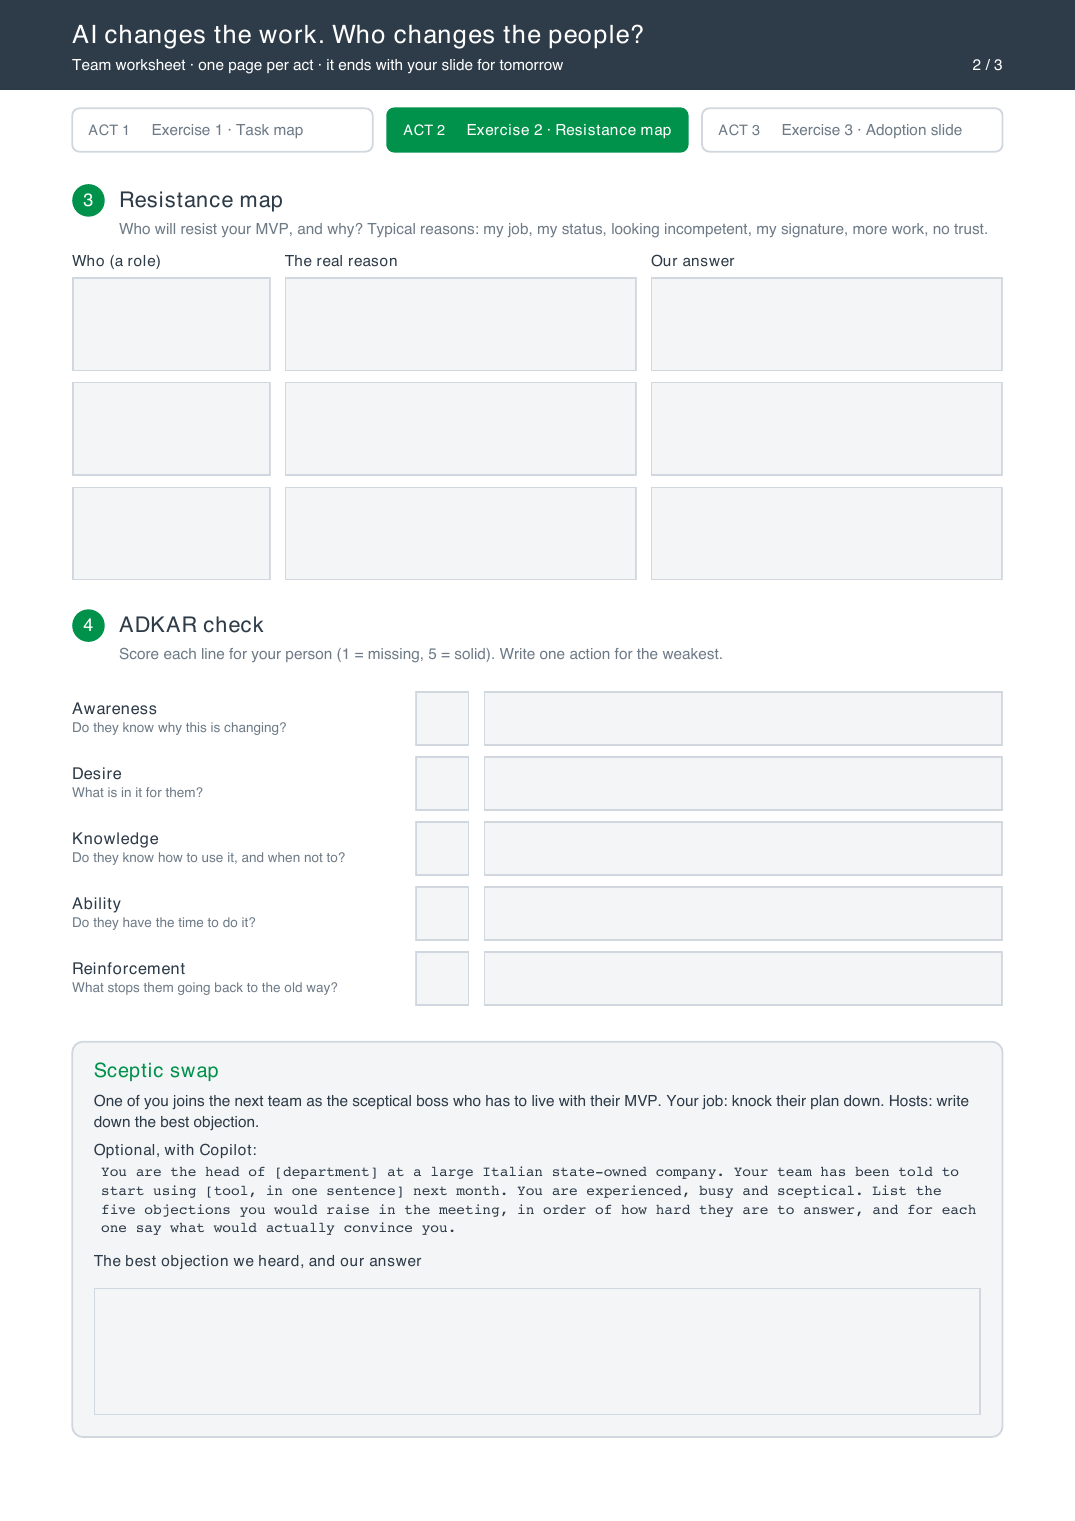 AI changes the work. Who changes the people?
Team worksheet · one page per act · it ends with your slide for tomorrow
2 / 3
ACT 1 Exercise 1 · Task map
ACT 2 Exercise 2 · Resistance map
ACT 3 Exercise 3 · Adoption slide
3 Resistance map
Who will resist your MVP, and why? Typical reasons: my job, my status, looking incompetent, my signature, more work, no trust.
Who (a role) The real reason Our answer
4 ADKAR check
Score each line for your person (1 = missing, 5 = solid). Write one action for the weakest.
Awareness
Do they know why this is changing?
Desire
What is in it for them?
Knowledge
Do they know how to use it, and when not to?
Ability
Do they have the time to do it?
Reinforcement
What stops them going back to the old way?
Sceptic swap
One of you joins the next team as the sceptical boss who has to live with their MVP. Your job: knock their plan down. Hosts: write
down the best objection.
Optional, with Copilot:
You are the head of [department] at a large Italian state-owned company. Your team has been told to
start using [tool, in one sentence] next month. You are experienced, busy and sceptical. List the
five objections you would raise in the meeting, in order of how hard they are to answer, and for each
one say what would actually convince you.
The best objection we heard, and our answer